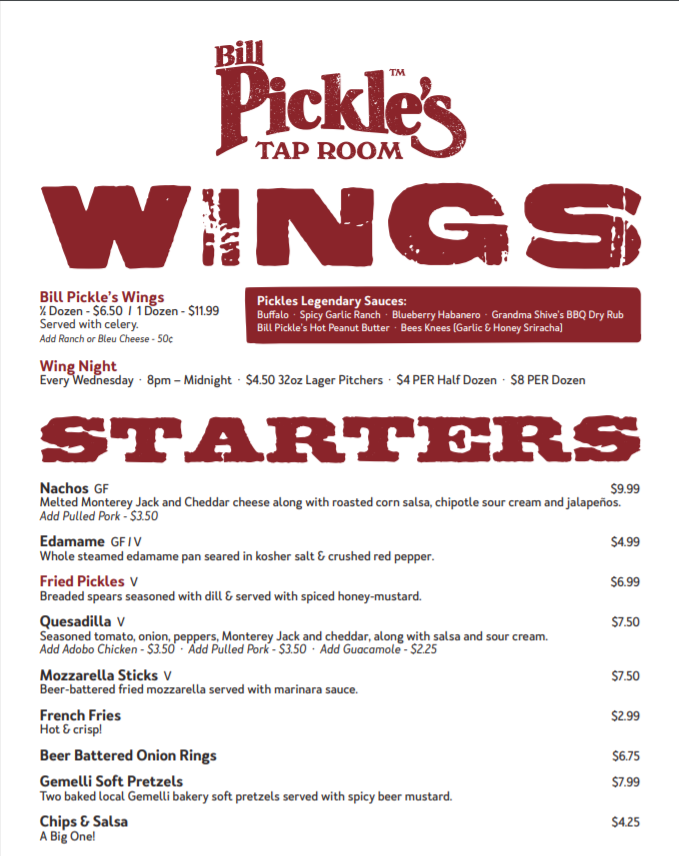 Bill
Pickle's™
TAP ROOM
WINGS
Bill Pickle's Wings
½ Dozen - $6.50 / 1 Dozen - $11.99
Served with celery.
Add Ranch or Bleu Cheese - 50¢
Pickles Legendary Sauces:
Buffalo · Spicy Garlic Ranch · Blueberry Habanero · Grandma Shive's BBQ Dry Rub
Bill Pickle's Hot Peanut Butter · Bees Knees (Garlic & Honey Sriracha)
Wing Night
Every Wednesday · 8pm – Midnight · $4.50 32oz Lager Pitchers · $4 PER Half Dozen · $8 PER Dozen
STARTERS
Nachos GF $9.99
Melted Monterey Jack and Cheddar cheese along with roasted corn salsa, chipotle sour cream and jalapeños.
Add Pulled Pork - $3.50
Edamame GF / V $4.99
Whole steamed edamame pan seared in kosher salt & crushed red pepper.
Fried Pickles V $6.99
Breaded spears seasoned with dill & served with spiced honey-mustard.
Quesadilla V $7.50
Seasoned tomato, onion, peppers, Monterey Jack and cheddar, along with salsa and sour cream.
Add Adobo Chicken - $3.50 · Add Pulled Pork - $3.50 · Add Guacamole - $2.25
Mozzarella Sticks V $7.50
Beer-battered fried mozzarella served with marinara sauce.
French Fries $2.99
Hot & crisp!
Beer Battered Onion Rings $6.75
Gemelli Soft Pretzels $7.99
Two baked local Gemelli bakery soft pretzels served with spicy beer mustard.
Chips & Salsa $4.25
A Big One!